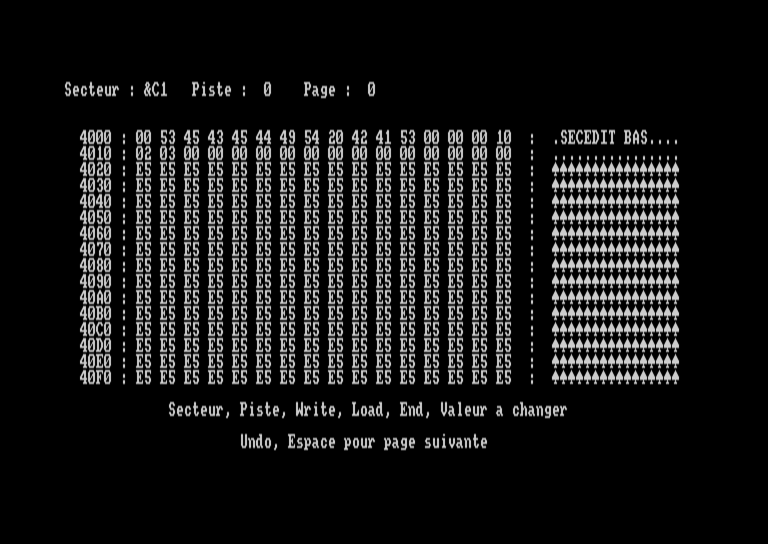 Secteur : &C1   Piste :  0    Page :  0
4000 : 00 53 45 43 45 44 49 54 20 42 41 53 00 00 00 10  :  .SECEDIT BAS....
4010 : 02 03 00 00 00 00 00 00 00 00 00 00 00 00 00 00  :  ................
4020 : E5 E5 E5 E5 E5 E5 E5 E5 E5 E5 E5 E5 E5 E5 E5 E5  :  ♠♠♠♠♠♠♠♠♠♠♠♠♠♠♠♠
4030 : E5 E5 E5 E5 E5 E5 E5 E5 E5 E5 E5 E5 E5 E5 E5 E5  :  ♠♠♠♠♠♠♠♠♠♠♠♠♠♠♠♠
4040 : E5 E5 E5 E5 E5 E5 E5 E5 E5 E5 E5 E5 E5 E5 E5 E5  :  ♠♠♠♠♠♠♠♠♠♠♠♠♠♠♠♠
4050 : E5 E5 E5 E5 E5 E5 E5 E5 E5 E5 E5 E5 E5 E5 E5 E5  :  ♠♠♠♠♠♠♠♠♠♠♠♠♠♠♠♠
4060 : E5 E5 E5 E5 E5 E5 E5 E5 E5 E5 E5 E5 E5 E5 E5 E5  :  ♠♠♠♠♠♠♠♠♠♠♠♠♠♠♠♠
4070 : E5 E5 E5 E5 E5 E5 E5 E5 E5 E5 E5 E5 E5 E5 E5 E5  :  ♠♠♠♠♠♠♠♠♠♠♠♠♠♠♠♠
4080 : E5 E5 E5 E5 E5 E5 E5 E5 E5 E5 E5 E5 E5 E5 E5 E5  :  ♠♠♠♠♠♠♠♠♠♠♠♠♠♠♠♠
4090 : E5 E5 E5 E5 E5 E5 E5 E5 E5 E5 E5 E5 E5 E5 E5 E5  :  ♠♠♠♠♠♠♠♠♠♠♠♠♠♠♠♠
40A0 : E5 E5 E5 E5 E5 E5 E5 E5 E5 E5 E5 E5 E5 E5 E5 E5  :  ♠♠♠♠♠♠♠♠♠♠♠♠♠♠♠♠
40B0 : E5 E5 E5 E5 E5 E5 E5 E5 E5 E5 E5 E5 E5 E5 E5 E5  :  ♠♠♠♠♠♠♠♠♠♠♠♠♠♠♠♠
40C0 : E5 E5 E5 E5 E5 E5 E5 E5 E5 E5 E5 E5 E5 E5 E5 E5  :  ♠♠♠♠♠♠♠♠♠♠♠♠♠♠♠♠
40D0 : E5 E5 E5 E5 E5 E5 E5 E5 E5 E5 E5 E5 E5 E5 E5 E5  :  ♠♠♠♠♠♠♠♠♠♠♠♠♠♠♠♠
40E0 : E5 E5 E5 E5 E5 E5 E5 E5 E5 E5 E5 E5 E5 E5 E5 E5  :  ♠♠♠♠♠♠♠♠♠♠♠♠♠♠♠♠
40F0 : E5 E5 E5 E5 E5 E5 E5 E5 E5 E5 E5 E5 E5 E5 E5 E5  :  ♠♠♠♠♠♠♠♠♠♠♠♠♠♠♠♠
Secteur, Piste, Write, Load, End, Valeur a changer
Undo, Espace pour page suivante